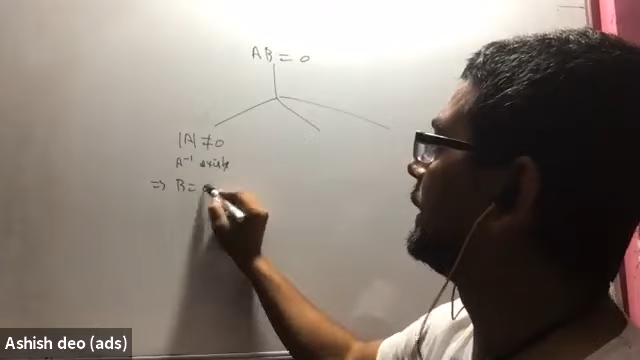 AB = 0
|A| ≠ 0
A⁻¹ exists
⇒ B =
Ashish deo (ads)